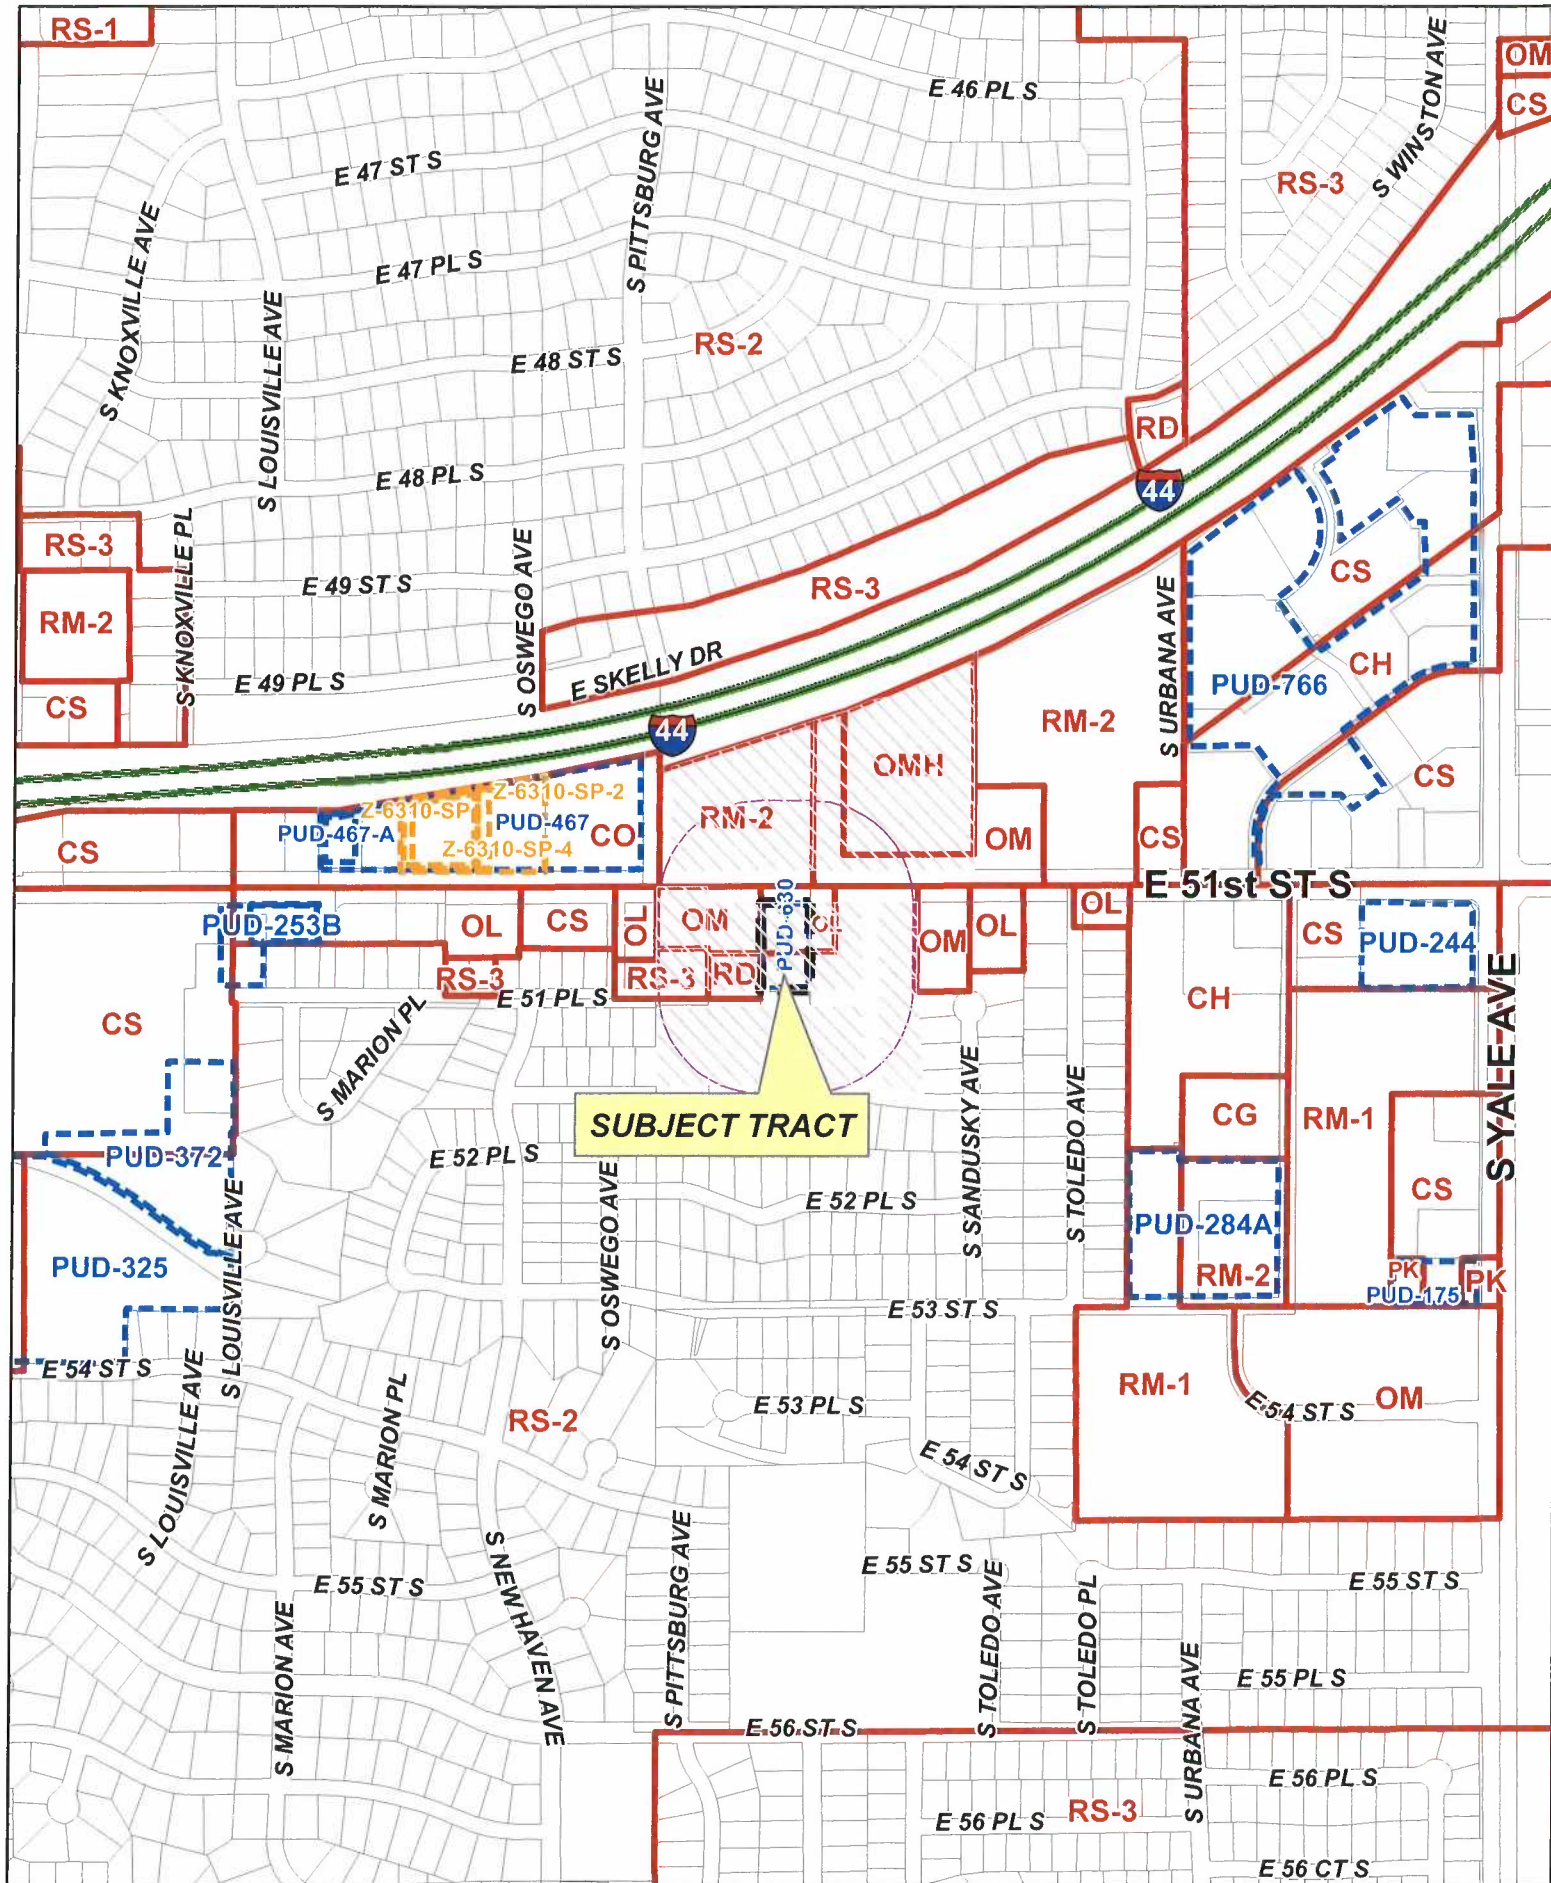 RS-1
OM
CS
E 46 PL S
S WINSTON AVE
S PITTSBURG AVE
E 47 ST S
RS-3
S KNOXVILLE AVE
E 47 PL S
S LOUISVILLE AVE
RS-2
E 48 ST S
RD
44
E 48 PL S
RS-3
CS
S KNOXVILLE PL
E 49 ST S
S OSWEGO AVE
RS-3
RM-2
S URBANA AVE
CH
E SKELLY DR
E 49 PL S
PUD-766
CS
RM-2
44
OMH
CS
Z-6310-SP
Z-6310-SP-2
PUD-467-A
PUD-467
CO
Z-6310-SP-4
RM-2
OM
CS
CS
E 51st ST S
PUD-253B
OL
CS
OL
OM
PUD-630
OL
OM
OL
OL
CS
PUD-244
RS-3
RS-3
RD
E 51 PL S
CH
S YALE AVE
CS
S MARION PL
SUBJECT TRACT
S SANDUSKY AVE
S TOLEDO AVE
CG
RM-1
PUD-372
E 52 PL S
S OSWEGO AVE
E 52 PL S
CS
S LOUISVILLE AVE
PUD-284A
PUD-325
RM-2
PK
PK
PUD-175
E 53 ST S
E 54 ST S
S LOUISVILLE AVE
S MARION PL
RS-2
E 53 PL S
RM-1
OM
E 54 ST S
E 54 ST S
S NEW HAVEN AVE
S PITTSBURG AVE
E 55 ST S
E 55 ST S
E 55 ST S
S MARION AVE
S TOLEDO AVE
S TOLEDO PL
S URBANA AVE
E 55 PL S
E 56 ST S
E 56 PL S
RS-3
E 56 PL S
E 56 CT S